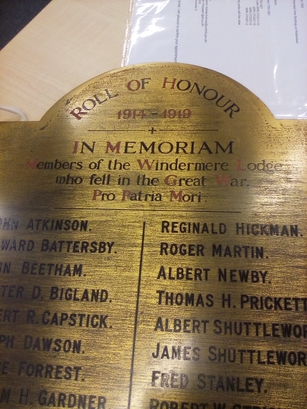 ROLL OF HONOUR
1914-1919
IN MEMORIAM
Members of the Windermere Lodge
who fell in the Great War.
Pro Patria Mori.
ATKINSON.
BATTERSBY.
BEETHAM.
D. BIGLAND.
R. CAPSTICK.
DAWSON.
FORREST.
H. GARDNER
REGINALD HICKMAN.
ROGER MARTIN.
ALBERT NEWBY.
THOMAS H. PRICKETT
ALBERT SHUTTLEWOR
JAMES SHUTTLEWOR
FRED STANLEY.
ROBERT W.